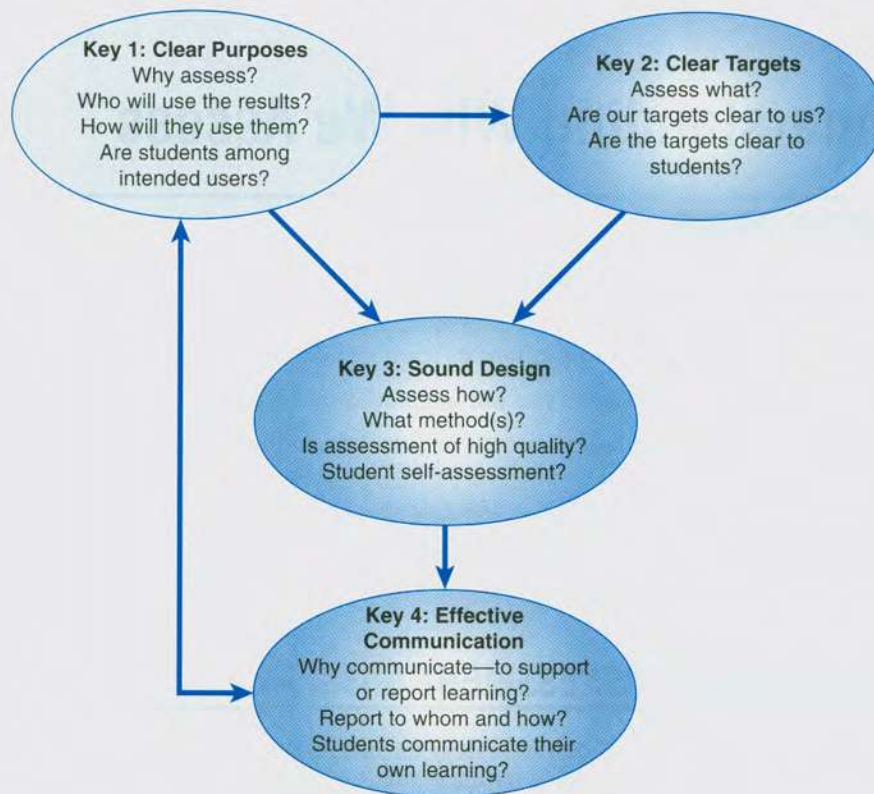 Key 1: Clear Purposes
Why assess?
Who will use the results?
How will they use them?
Are students among
intended users?
Key 2: Clear Targets
Assess what?
Are our targets clear to us?
Are the targets clear to
students?
Key 3: Sound Design
Assess how?
What method(s)?
Is assessment of high quality?
Student self-assessment?
Key 4: Effective
Communication
Why communicate—to support
or report learning?
Report to whom and how?
Students communicate their
own learning?